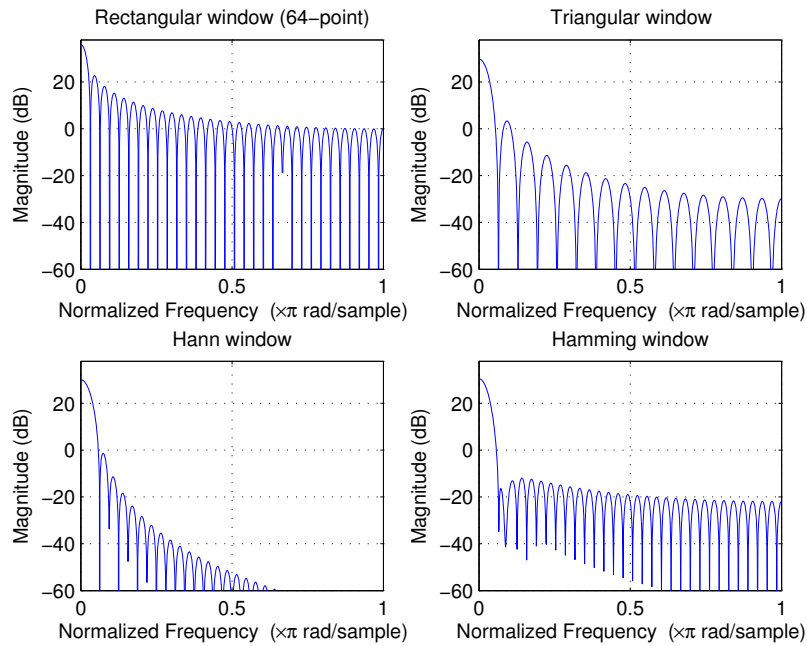 Rectangular window (64−point)
Magnitude (dB)
20
0
−20
−40
−60
0
0.5
1
Normalized Frequency (×π rad/sample)
Triangular window
Magnitude (dB)
20
0
−20
−40
−60
0
0.5
1
Normalized Frequency (×π rad/sample)
Hann window
Magnitude (dB)
20
0
−20
−40
−60
0
0.5
1
Normalized Frequency (×π rad/sample)
Hamming window
Magnitude (dB)
20
0
−20
−40
−60
0
0.5
1
Normalized Frequency (×π rad/sample)